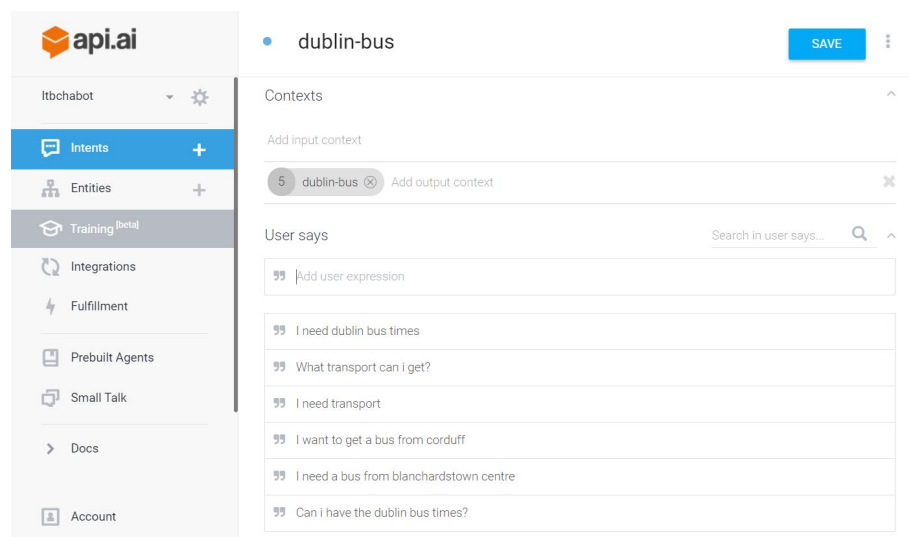 api.ai
Itbchabot
Intents
Entities
Training [beta]
Integrations
Fulfillment
Prebuilt Agents
Small Talk
Docs
Account
dublin-bus
SAVE
Contexts
Add input context
5 dublin-bus Add output context
User says
Search in user says...
Add user expression
I need dublin bus times
What transport can i get?
I need transport
I want to get a bus from corduff
I need a bus from blanchardstown centre
Can i have the dublin bus times?